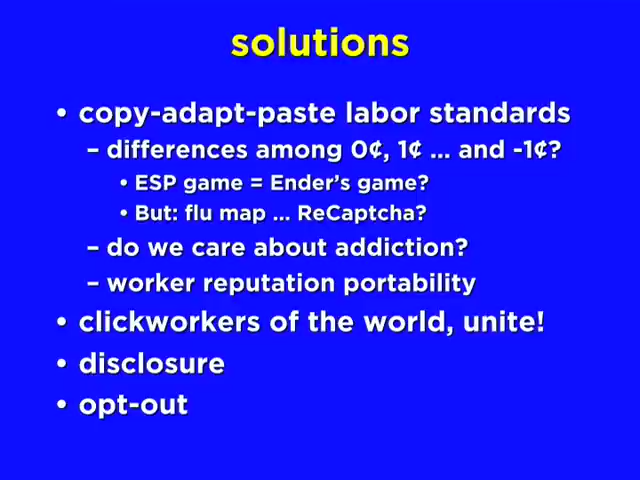 solutions
• copy-adapt-paste labor standards
– differences among 0¢, 1¢ ... and -1¢?
• ESP game = Ender's game?
• But: flu map ... ReCaptcha?
– do we care about addiction?
– worker reputation portability
• clickworkers of the world, unite!
• disclosure
• opt-out